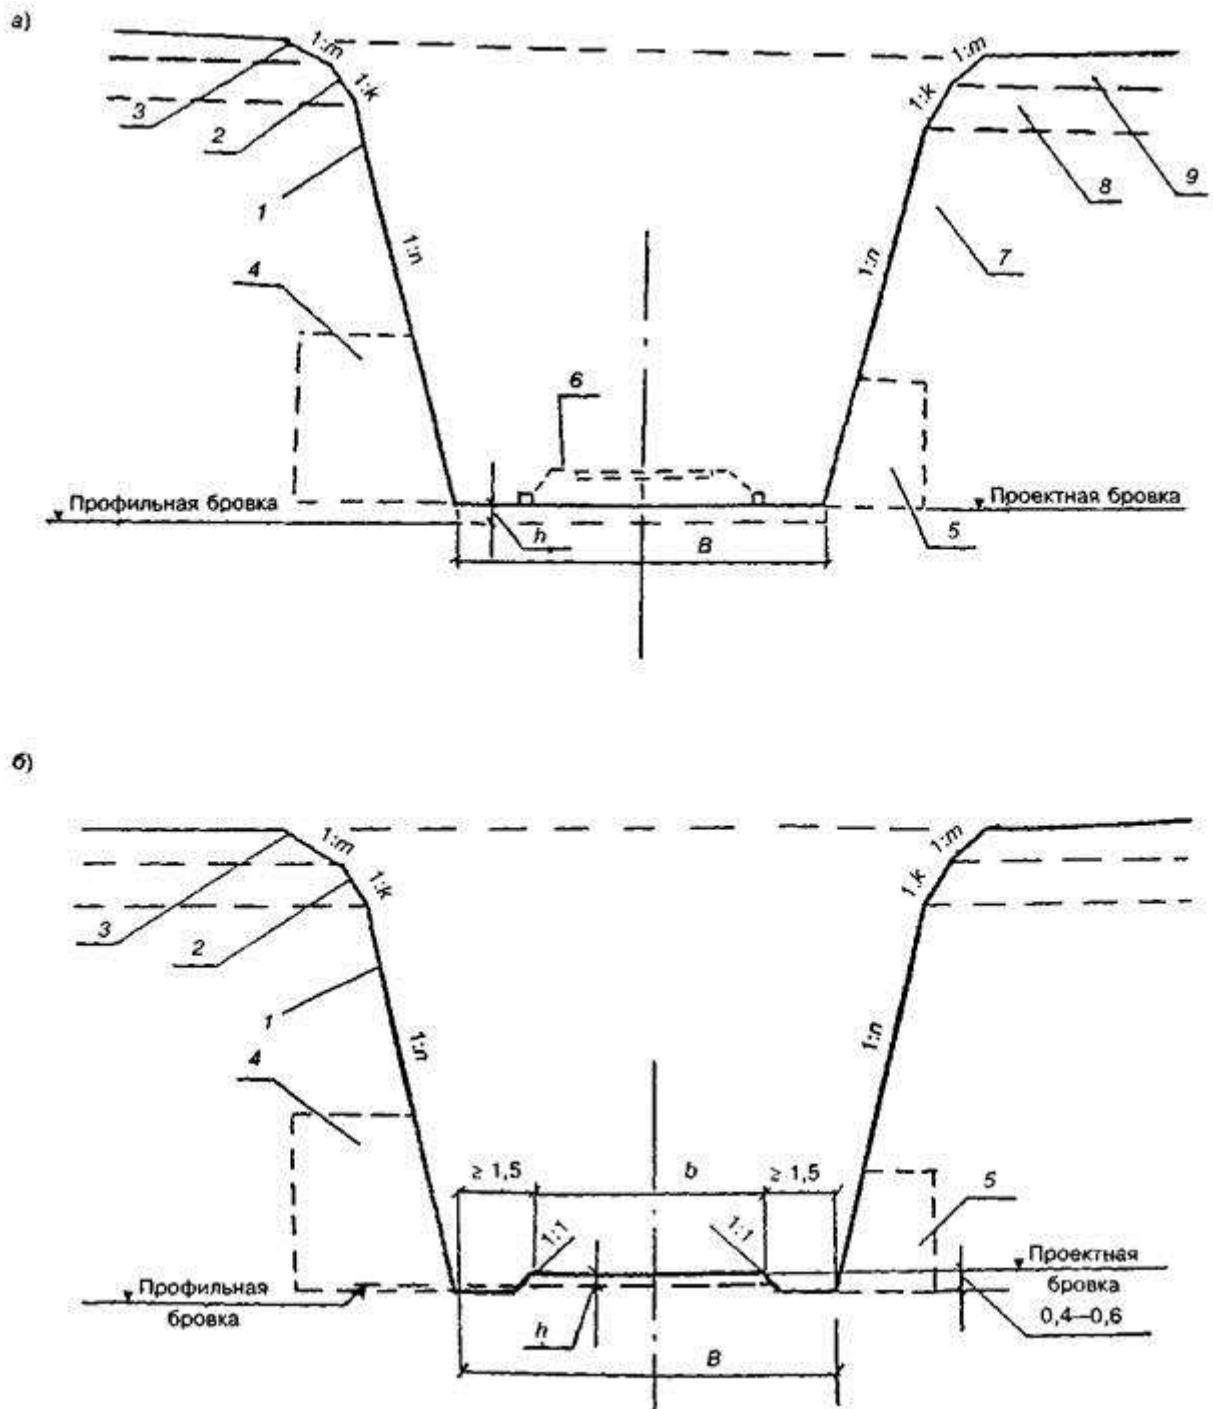 а)
1:m
1:m
1:k
1:k
3
2
1
9
8
7
1:n
1:n
4
6
Профильная бровка
Проектная бровка
h
B
5
б)
1:m
1:m
1:k
1:k
3
2
1
1:n
1:n
4
≥ 1,5
b
≥ 1,5
5
1:1
1:1
Профильная
бровка
Проектная
бровка
0,4—0,6
h
B